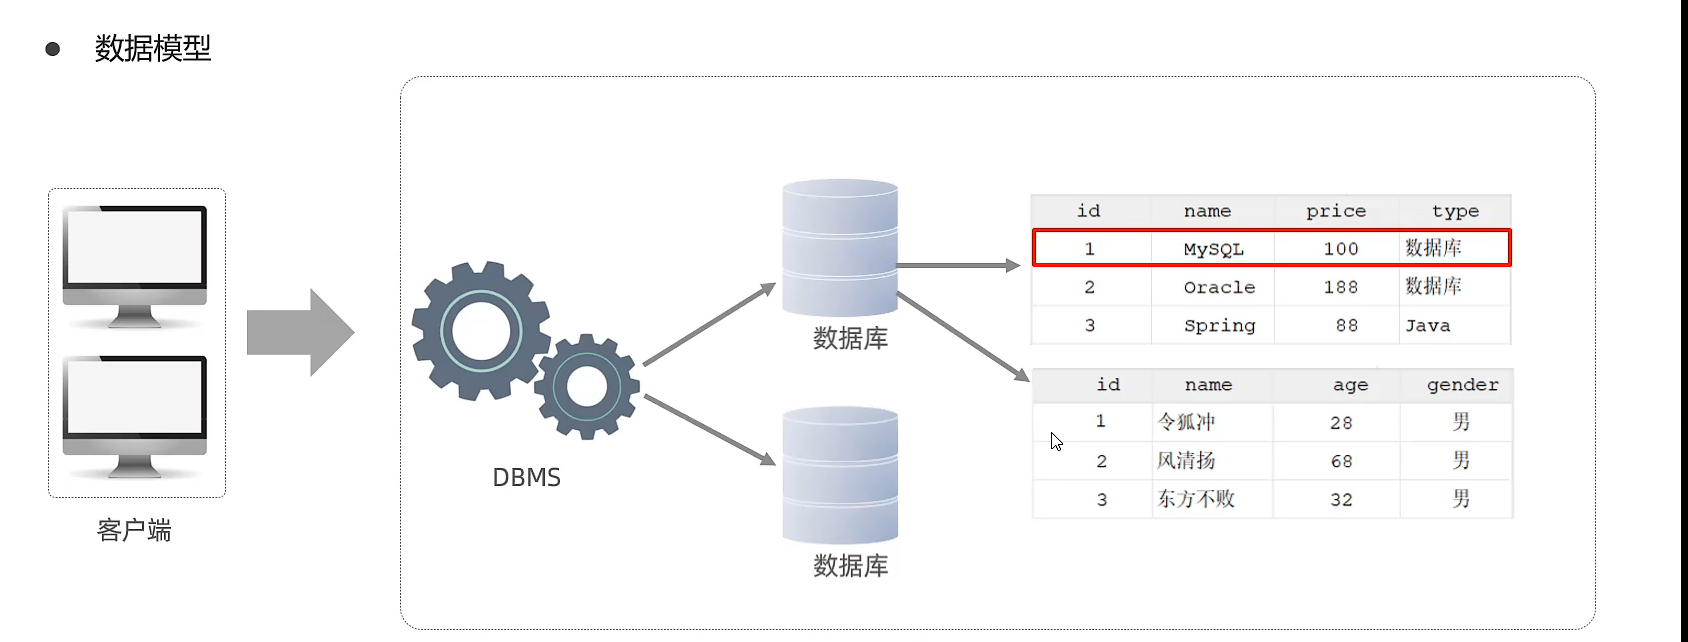 ● 数据模型
客户端
DBMS
数据库
数据库
id name price type
1 MySQL 100 数据库
2 Oracle 188 数据库
3 Spring 88 Java
id name age gender
1 令狐冲 28 男
2 风清扬 68 男
3 东方不败 32 男